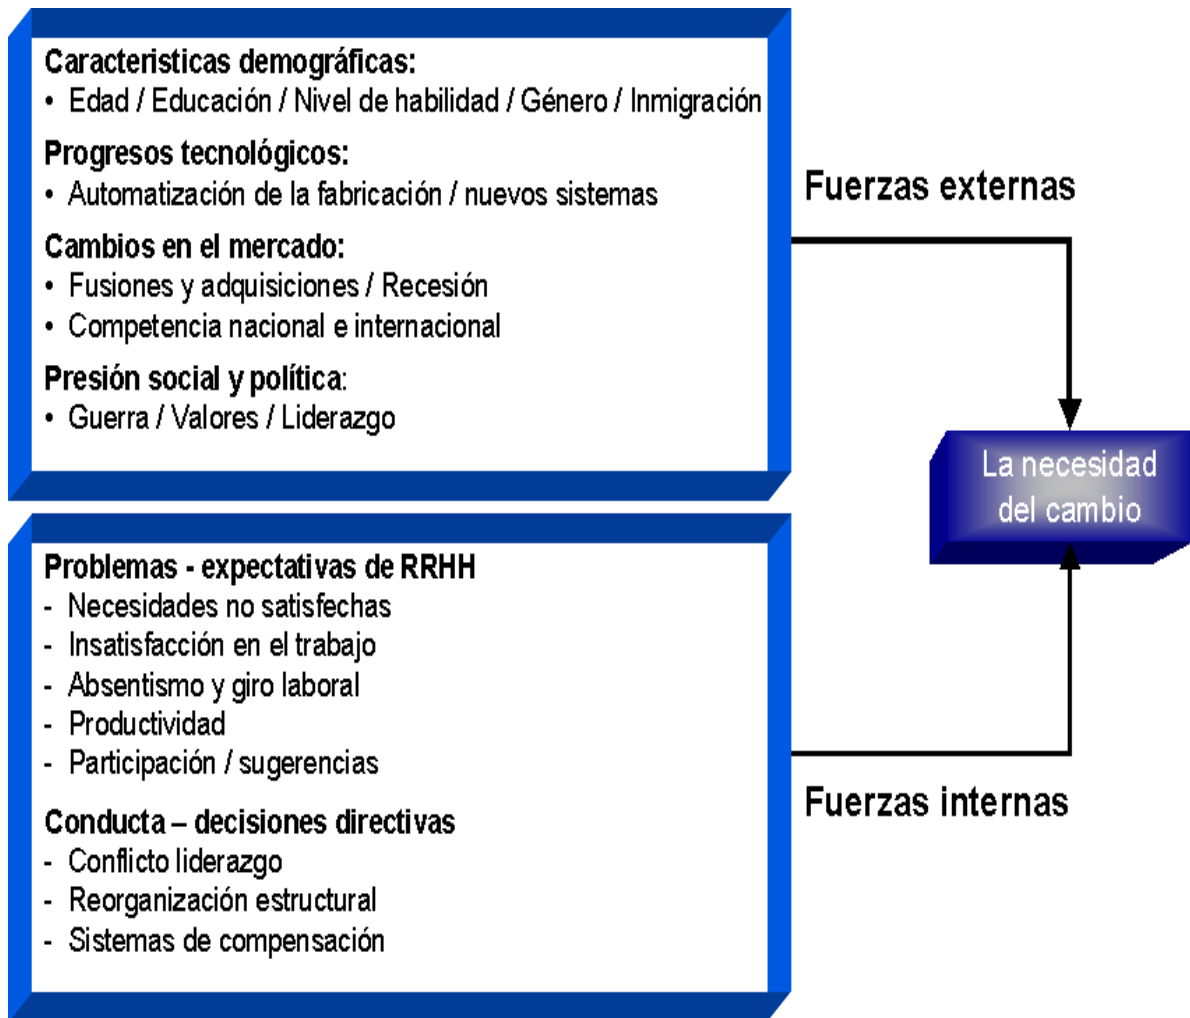 Caracteristicas demográficas:
• Edad / Educación / Nivel de habilidad / Género / Inmigración
Progresos tecnológicos:
• Automatización de la fabricación / nuevos sistemas
Cambios en el mercado:
• Fusiones y adquisiciones / Recesión
• Competencia nacional e internacional
Presión social y política:
• Guerra / Valores / Liderazgo
Fuerzas externas
La necesidad
del cambio
Problemas - expectativas de RRHH
- Necesidades no satisfechas
- Insatisfacción en el trabajo
- Absentismo y giro laboral
- Productividad
- Participación / sugerencias
Conducta – decisiones directivas
- Conflicto liderazgo
- Reorganización estructural
- Sistemas de compensación
Fuerzas internas